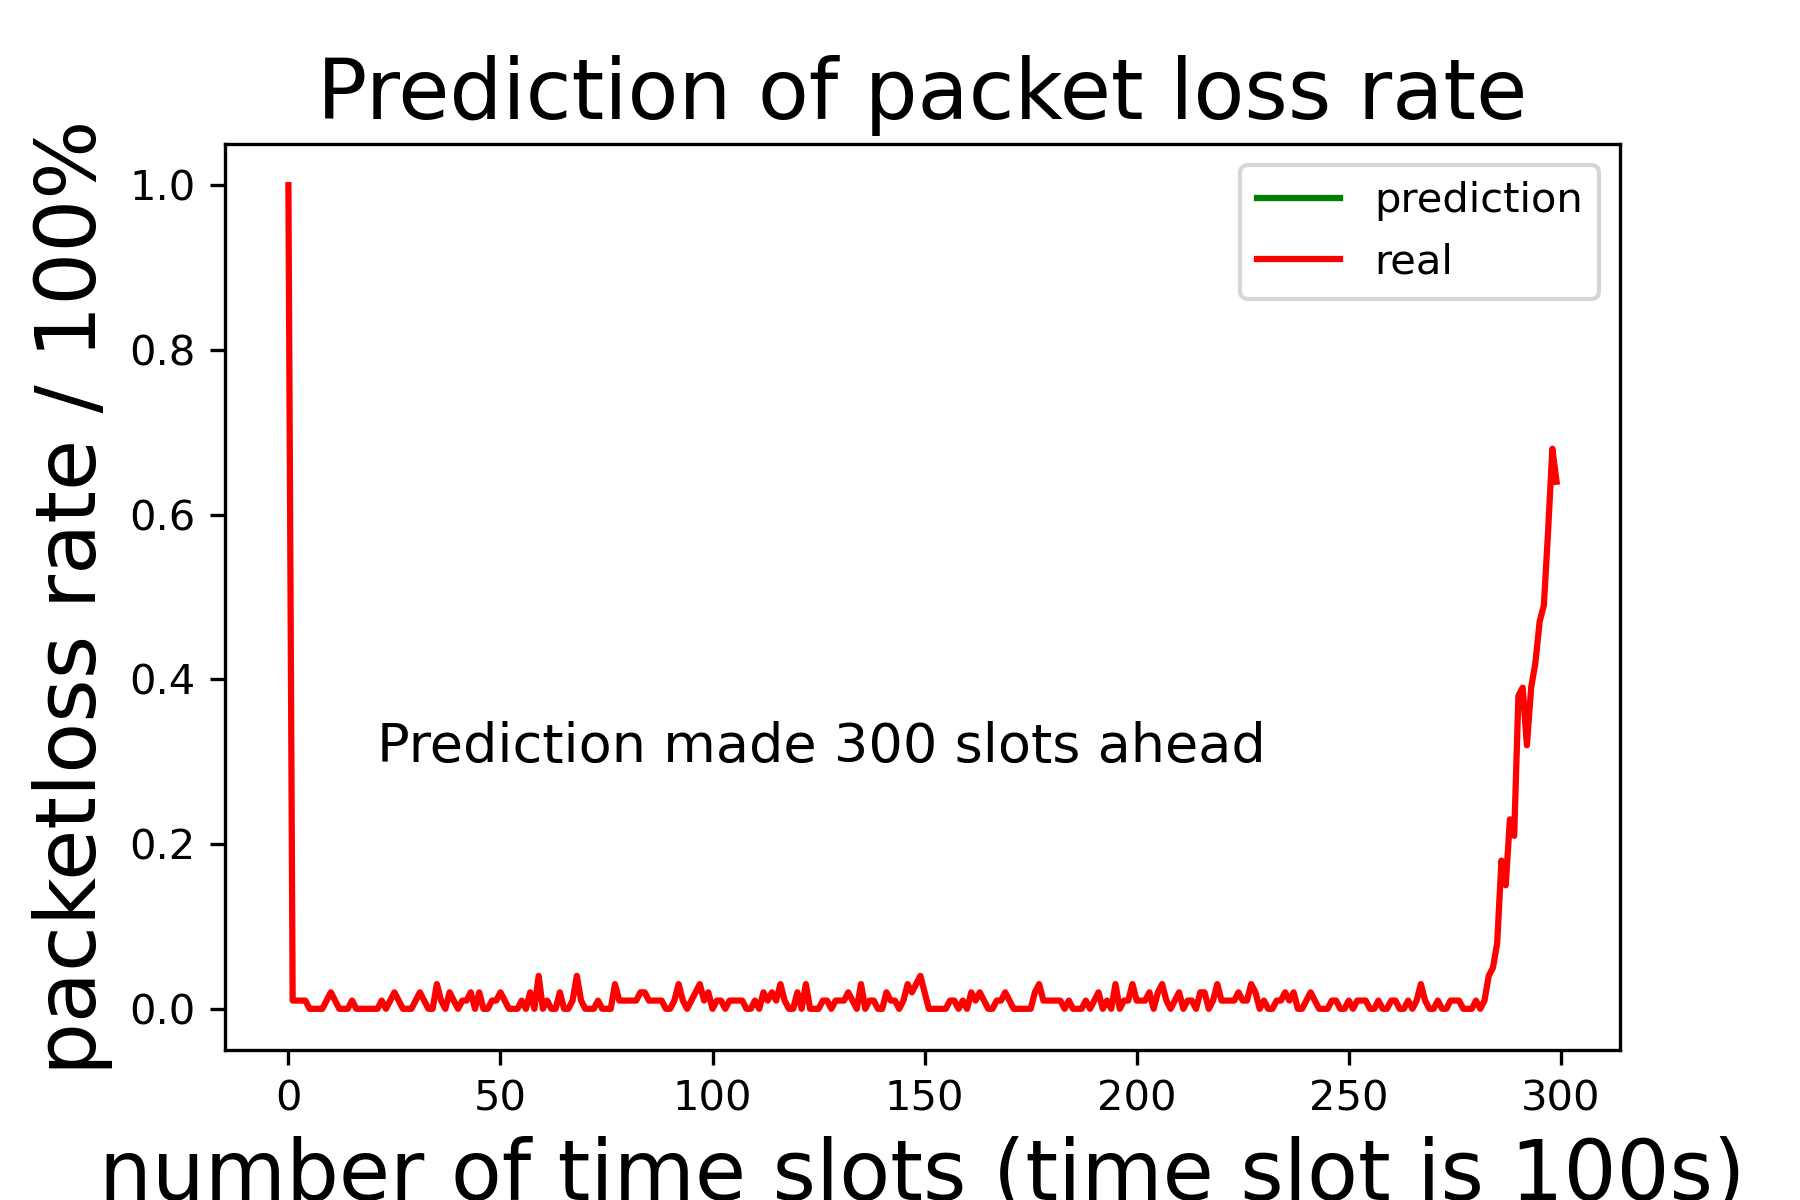 Prediction of packet loss rate
packetloss rate / 100%
1.0
0.8
0.6
0.4
0.2
0.0
prediction
real
Prediction made 300 slots ahead
0 50 100 150 200 250 300
number of time slots (time slot is 100s)